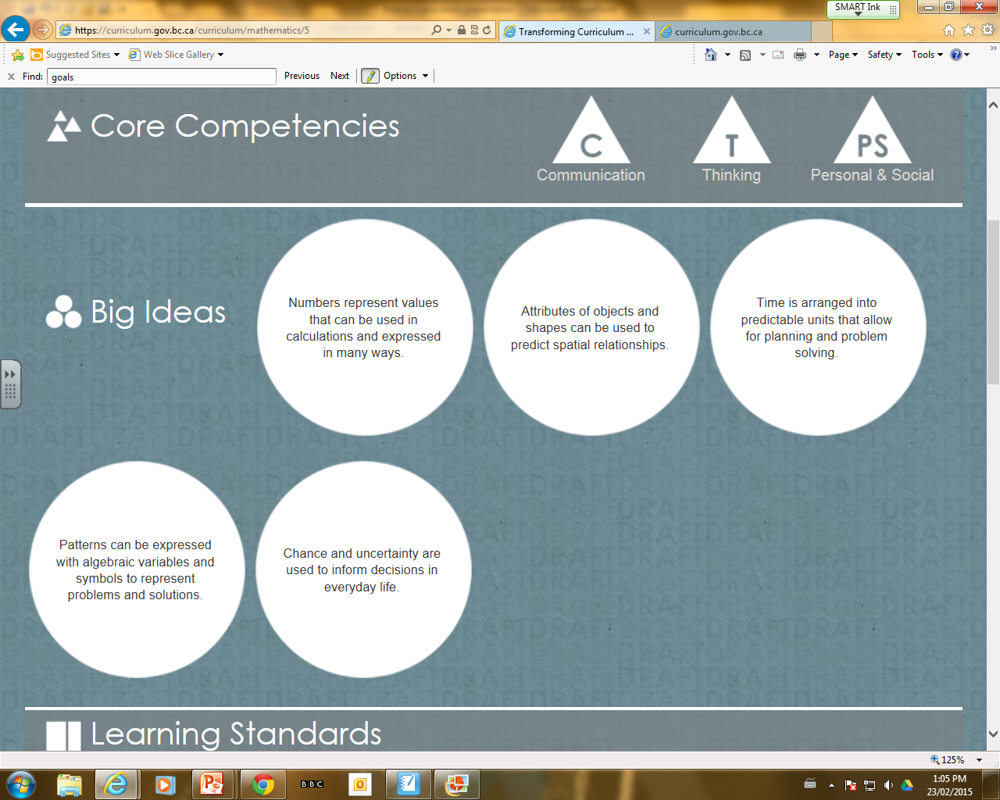 SMART Ink
https://curriculum.gov.bc.ca/curriculum/mathematics/5
Transforming Curriculum ...
curriculum.gov.bc.ca
Suggested Sites
Web Slice Gallery
Page
Safety
Tools
Find: goals
Previous
Next
Options
Core Competencies
C
T
PS
Communication
Thinking
Personal & Social
Big Ideas
Numbers represent values
that can be used in
calculations and expressed
in many ways.
Attributes of objects and
shapes can be used to
predict spatial relationships.
Time is arranged into
predictable units that allow
for planning and problem
solving.
Patterns can be expressed
with algebraic variables and
symbols to represent
problems and solutions.
Chance and uncertainty are
used to inform decisions in
everyday life.
DRAFT
Learning Standards
125%
BBC
1:05 PM
23/02/2015